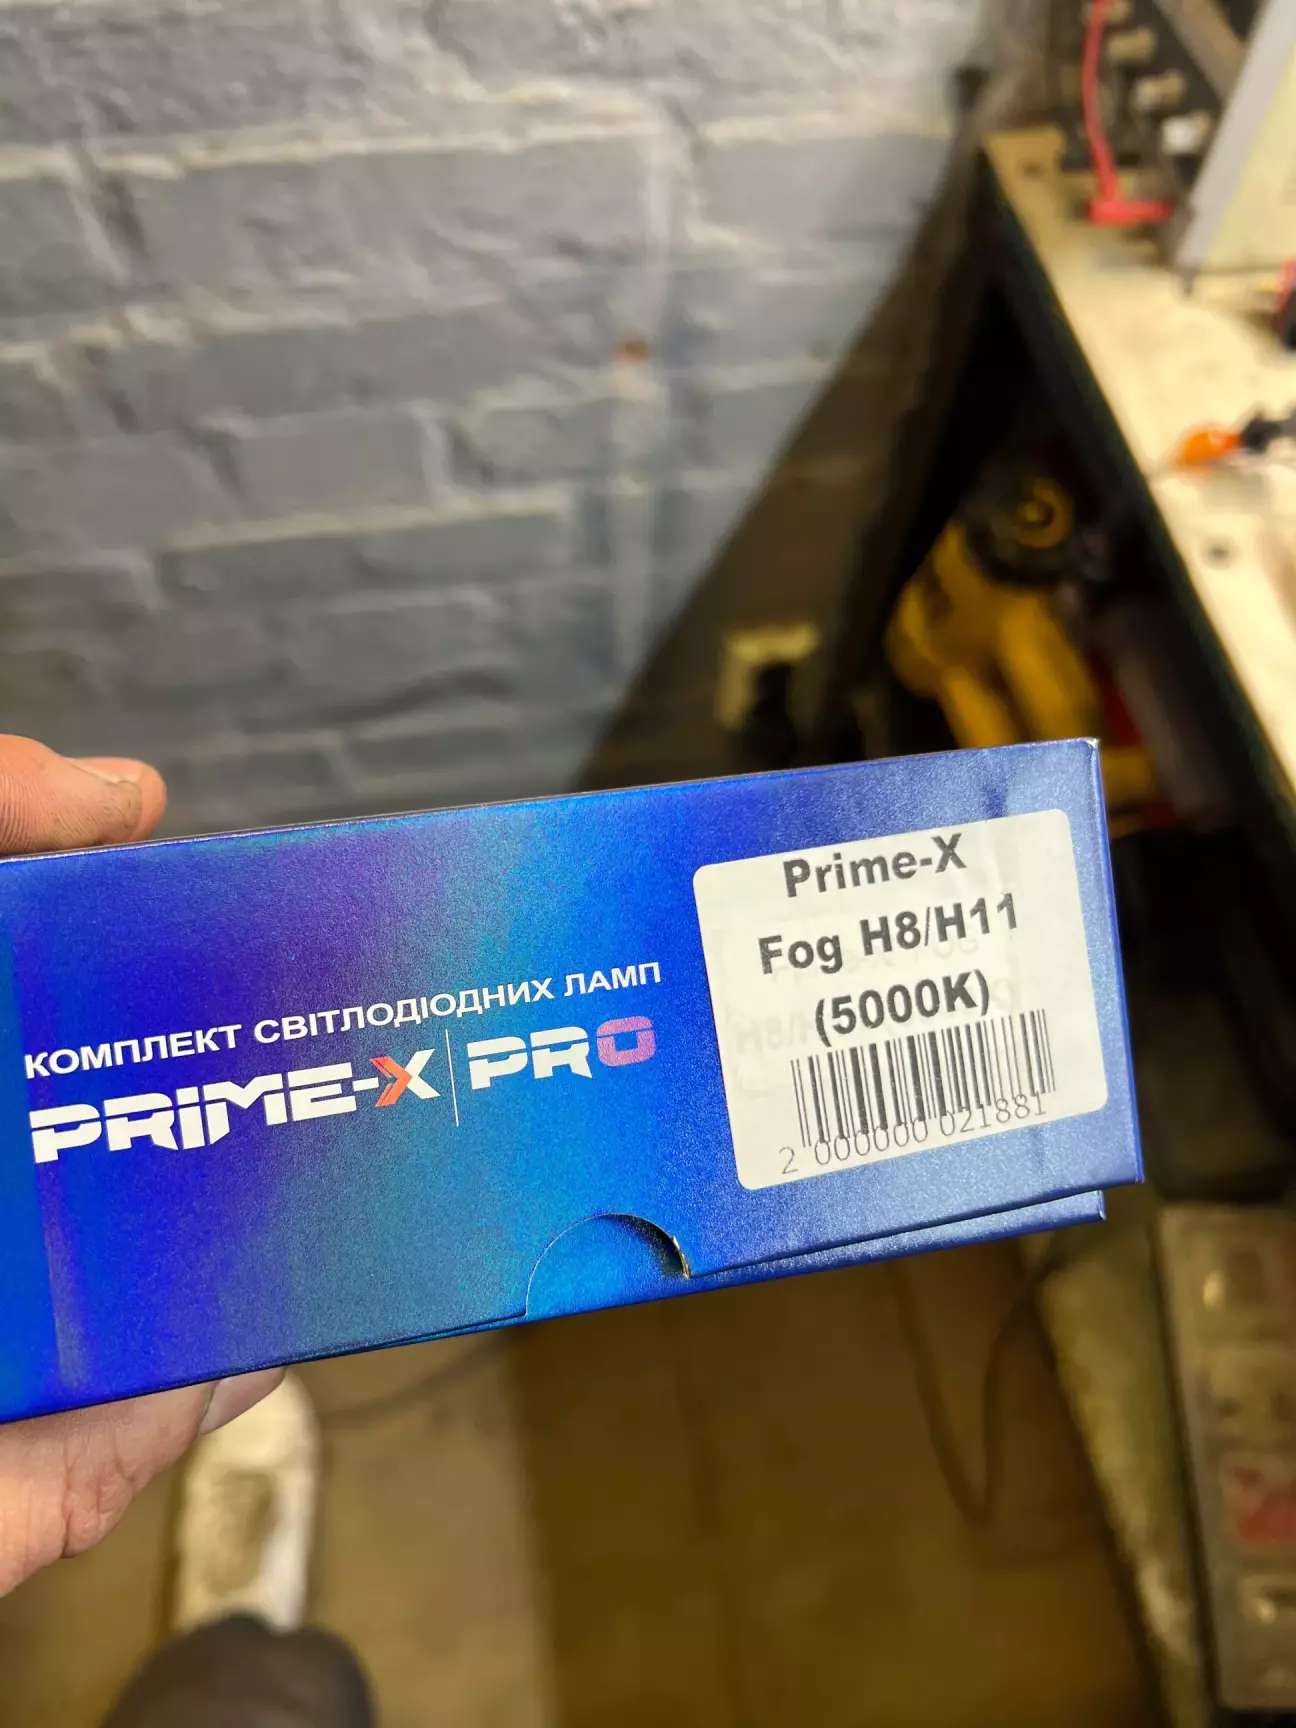 КОМПЛЕКТ СВІТЛОДІОДНИХ ЛАМП
PRIME-X | PRO
Prime-X
Fog H8/H11
(5000K)
2 000000 021881